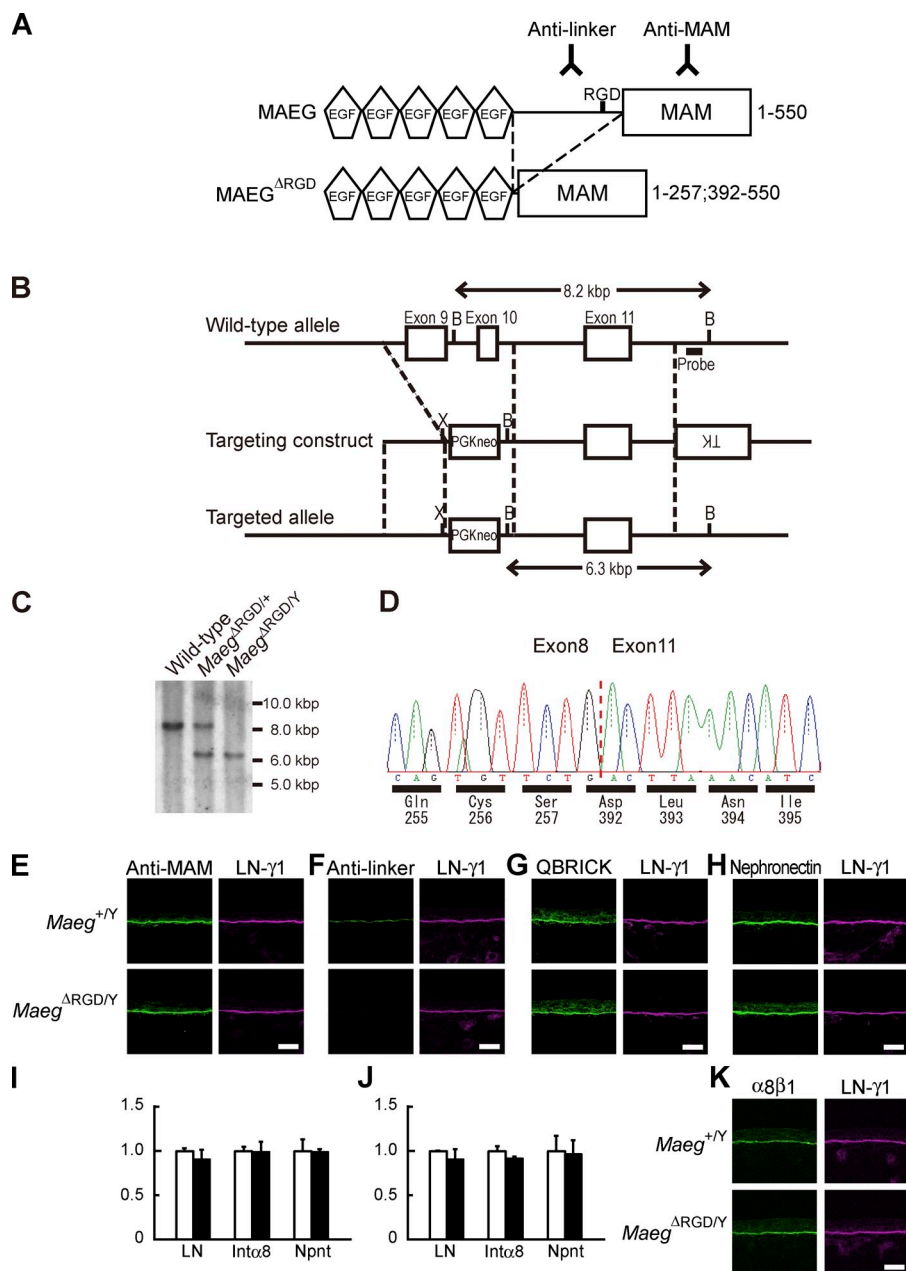 A
Anti-linker Anti-MAM
MAEG EGF EGF EGF EGF EGF RGD MAM 1-550
MAEG ΔRGD EGF EGF EGF EGF EGF MAM 1-257;392-550
B
8.2 kbp
Wild-type allele Exon 9 B Exon 10 Exon 11 B
Probe
Targeting construct X PGKneo B TK
Targeted allele X PGKneo B B
6.3 kbp
C
Wild-type
Maeg ΔRGD/+
Maeg ΔRGD/Y
10.0 kbp
8.0 kbp
6.0 kbp
5.0 kbp
D
Exon8 Exon11
C A G T G T T C T G A C T T A A A C A T C
Gln Cys Ser Asp Leu Asn Ile
255 256 257 392 393 394 395
E Anti-MAM LN-γ1
F Anti-linker LN-γ1
G QBRICK LN-γ1
H Nephronectin LN-γ1
Maeg +/Y
Maeg ΔRGD/Y
I
1.5
1.0
0.5
0
LN Intα8 Npnt
J
1.5
1.0
0.5
0
LN Intα8 Npnt
K
α8β1 LN-γ1
Maeg +/Y
Maeg ΔRGD/Y